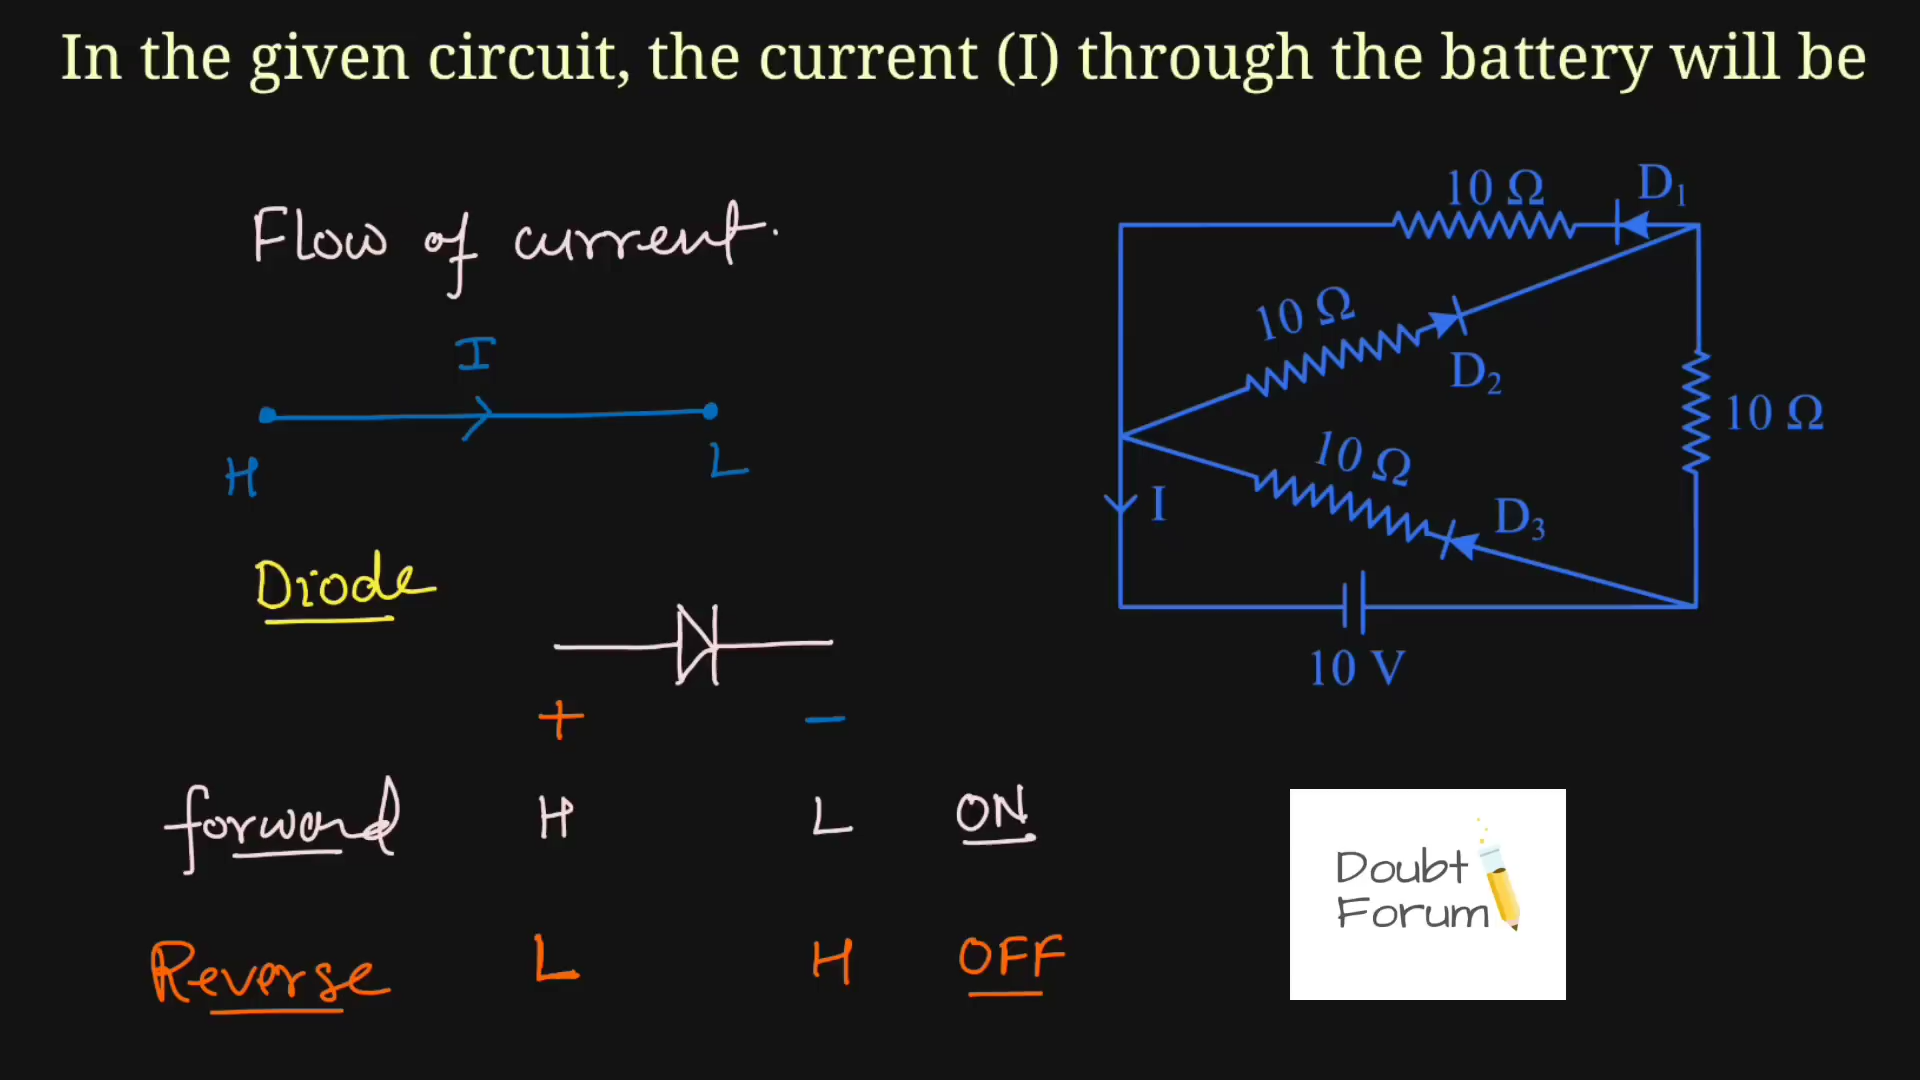 In the given circuit, the current (I) through the battery will be
Flow of current.
I
H L
Diode
+ −
forward H L ON
Reverse L H OFF
10 Ω D₁
10 Ω
D₂
10 Ω
10 Ω
D₃
I
10 V
Doubt
Forum